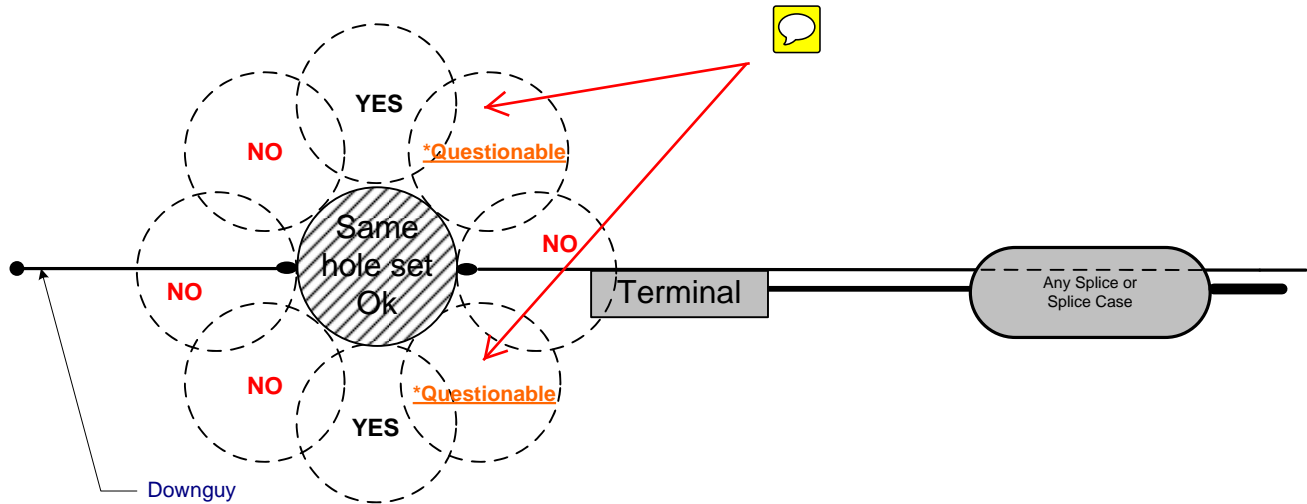 YES
NO
*Questionable
Same
hole set
Ok
NO
NO
Terminal
Any Splice or
Splice Case
NO
*Questionable
YES
Downguy